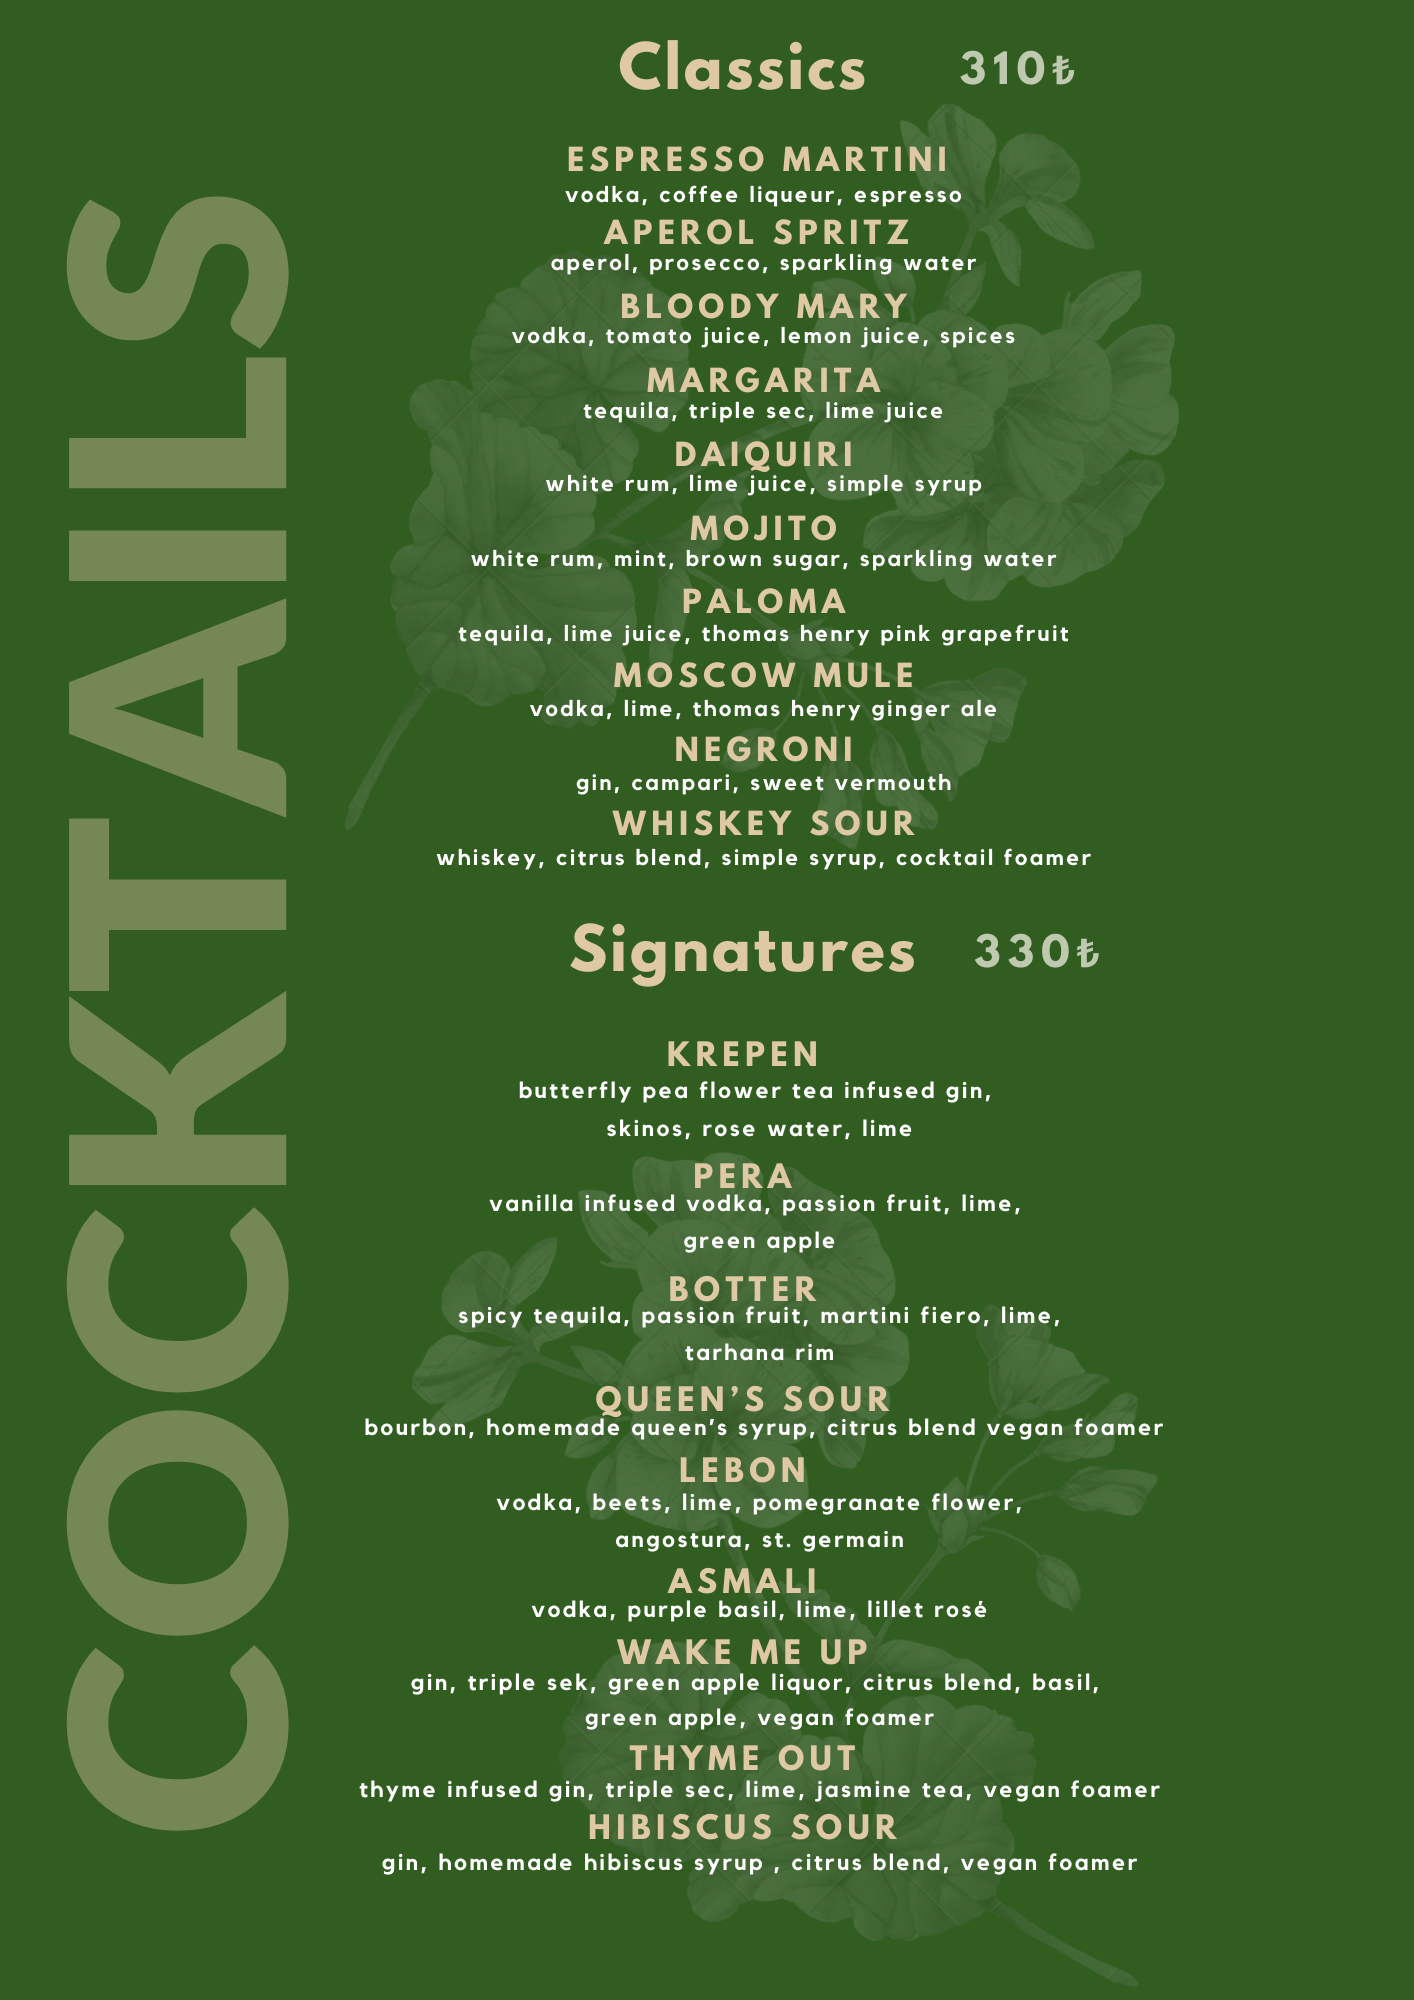 COCKTAILS
Classics 310₺
ESPRESSO MARTINI
vodka, coffee liqueur, espresso
APEROL SPRITZ
aperol, prosecco, sparkling water
BLOODY MARY
vodka, tomato juice, lemon juice, spices
MARGARITA
tequila, triple sec, lime juice
DAIQUIRI
white rum, lime juice, simple syrup
MOJITO
white rum, mint, brown sugar, sparkling water
PALOMA
tequila, lime juice, thomas henry pink grapefruit
MOSCOW MULE
vodka, lime, thomas henry ginger ale
NEGRONI
gin, campari, sweet vermouth
WHISKEY SOUR
whiskey, citrus blend, simple syrup, cocktail foamer
Signatures 330₺
KREPEN
butterfly pea flower tea infused gin,
skinos, rose water, lime
PERA
vanilla infused vodka, passion fruit, lime,
green apple
BOTTER
spicy tequila, passion fruit, martini fiero, lime,
tarhana rim
QUEEN’S SOUR
bourbon, homemade queen’s syrup, citrus blend vegan foamer
LEBON
vodka, beets, lime, pomegranate flower,
angostura, st. germain
ASMALI
vodka, purple basil, lime, lillet rosé
WAKE ME UP
gin, triple sek, green apple liquor, citrus blend, basil,
green apple, vegan foamer
THYME OUT
thyme infused gin, triple sec, lime, jasmine tea, vegan foamer
HIBISCUS SOUR
gin, homemade hibiscus syrup , citrus blend, vegan foamer